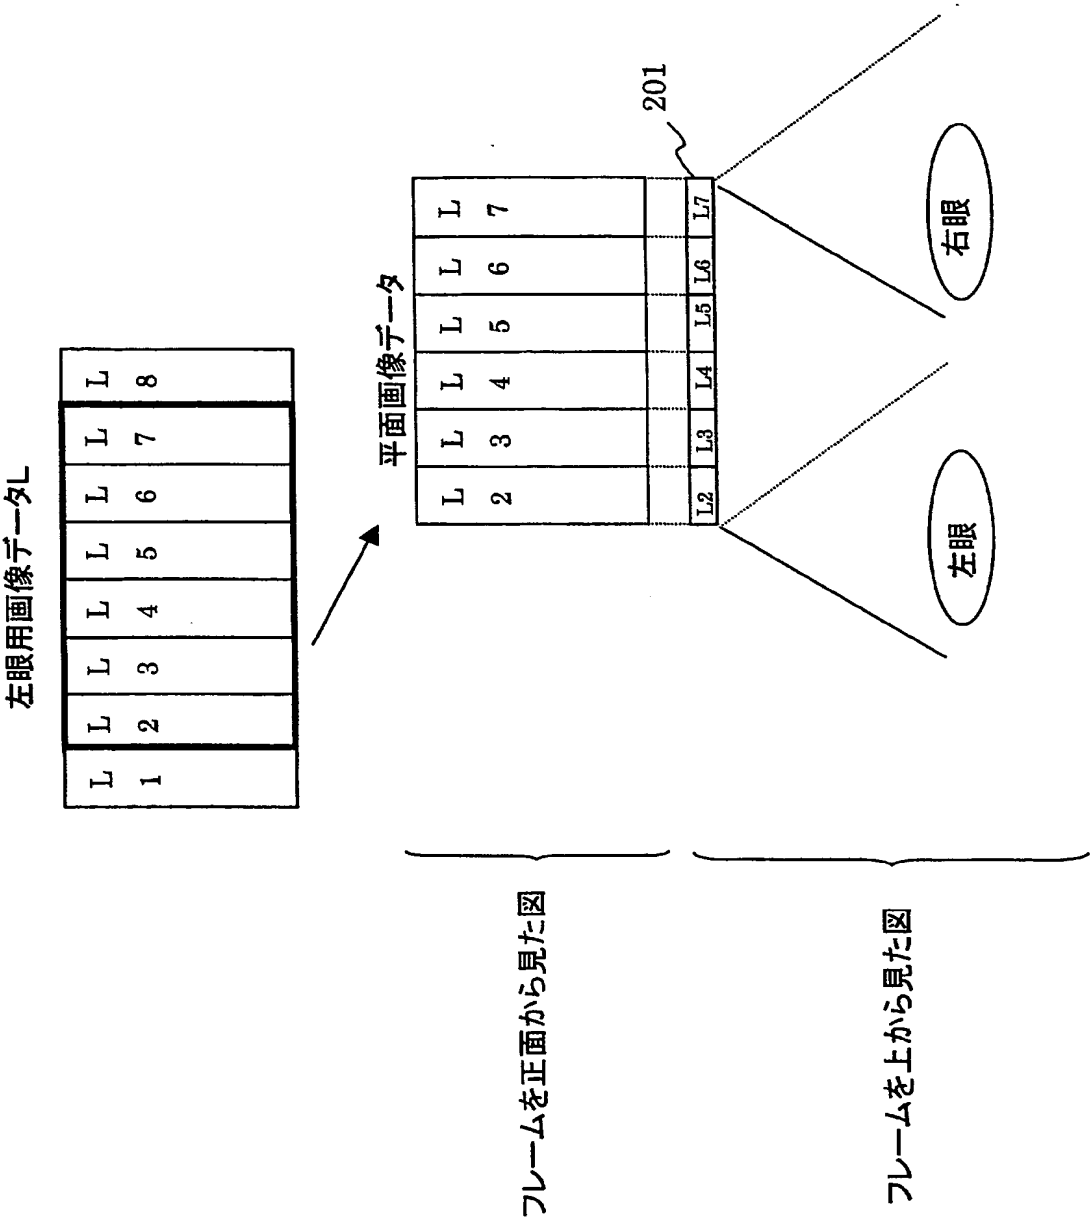 左眼用画像データL
L L L L L L L L
1 2 3 4 5 6 7 8
平面画像データ
L L L L L L
2 3 4 5 6 7
201
L2 L3 L4 L5 L6 L7
左眼 右眼
フレームを正面から見た図
フレームを上から見た図